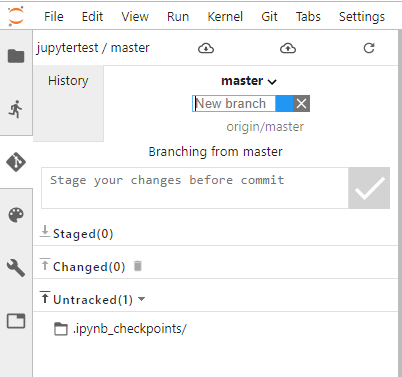 File Edit View Run Kernel Git Tabs Settings
jupytertest / master
History
master
New branch
origin/master
Branching from master
Stage your changes before commit
Staged(0)
Changed(0)
Untracked(1)
.ipynb_checkpoints/